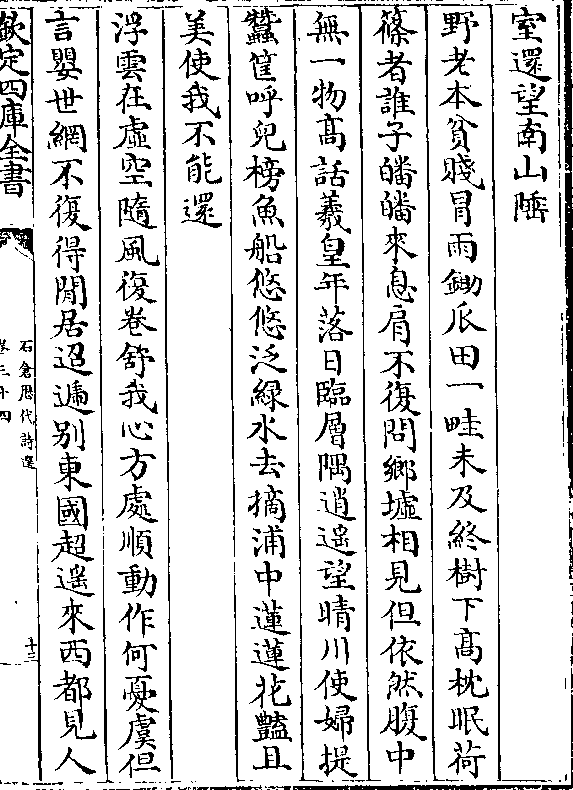 室還望南山陲
野老本貧賤冒雨鋤瓜田一畦未及終樹下高枕眠荷
篠者誰子皤皤來息肩不復問鄉墟相見但依然腹中
無一物高話羲皇年落日臨層隅逍遥望晴川使婦提
蠶筐呼兒榜魚船悠悠泛緑水去摘浦中蓮蓮花豔且
美使我不能還
浮雲在虛空隨風復卷舒我心方處順動作何憂虞但
言嬰世網不復得閒居迢遞别東國超遥來西都見人
欽定四庫全書
石倉歷代詩選
卷三十四
十三